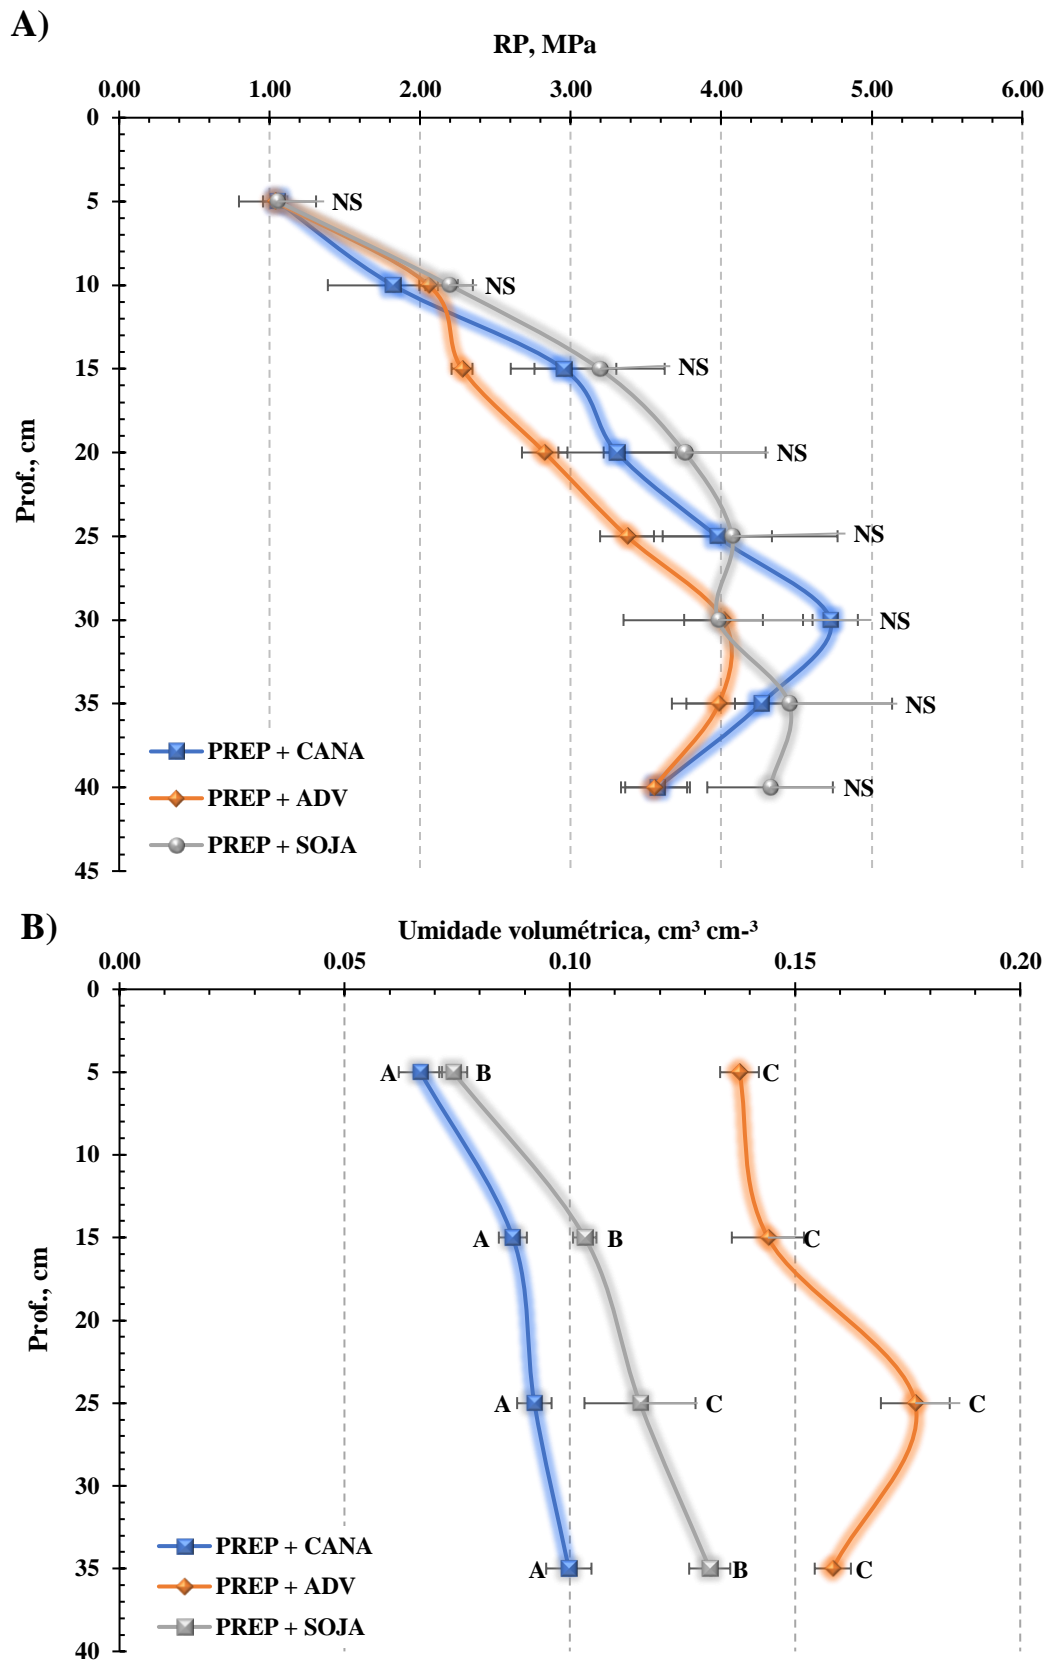 A)
RP, MPa
0.00 1.00 2.00 3.00 4.00 5.00 6.00
0
5 NS
10 NS
15 NS
Prof., cm
20 NS
25 NS
30 NS
35 NS
PREP + CANA
40 NS
PREP + ADV
PREP + SOJA
45
B)
Umidade volumétrica, cm³ cm-³
0.00 0.05 0.10 0.15 0.20
0
5 A B C
10
15 A B C
Prof., cm
20
25 A C C
30
PREP + CANA
35 A B C
PREP + ADV
PREP + SOJA
40